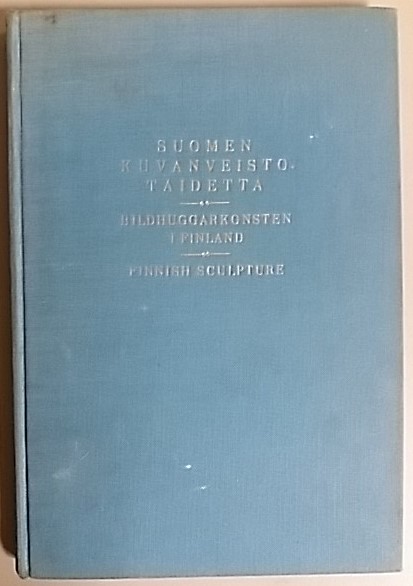 SUOMEN
KUVANVEISTO-
TAIDETTA
BILDHUGGARKONSTEN
I FINLAND
FINNISH SCULPTURE